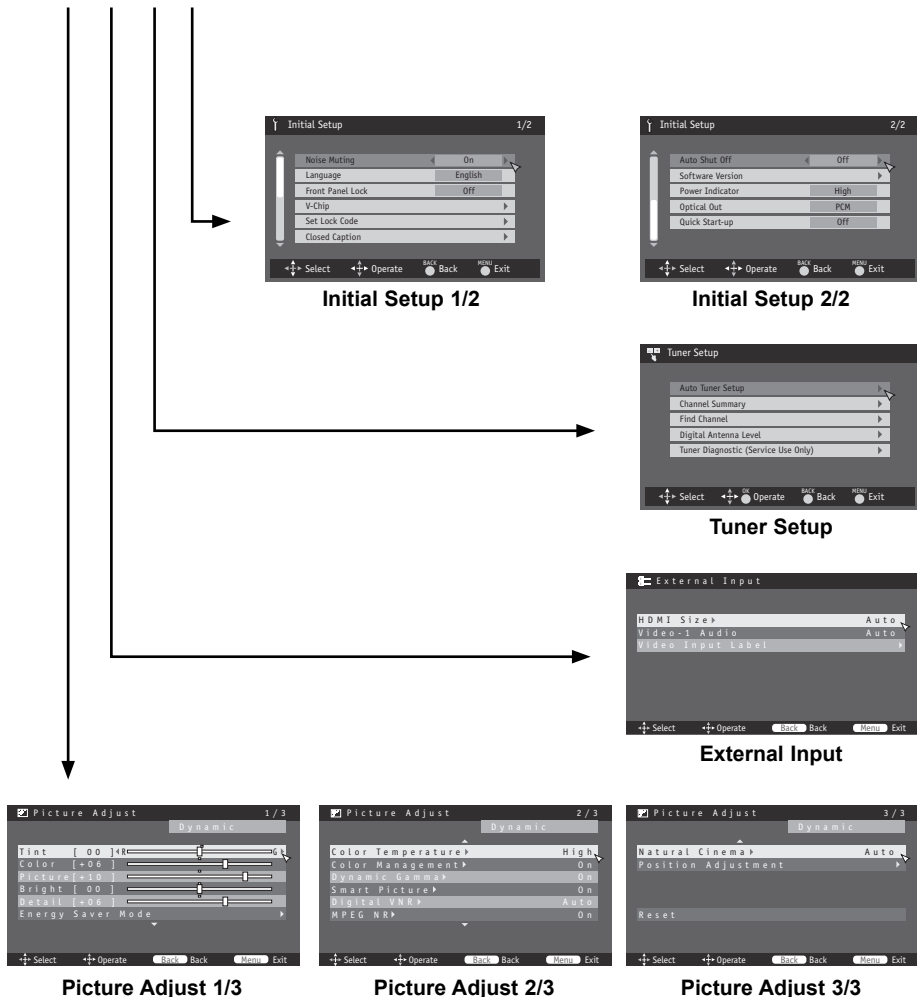 Initial Setup 1/2
Noise Muting On
Language English
Front Panel Lock Off
V-Chip
Set Lock Code
Closed Caption
Select Operate BACK Back MENU Exit
Initial Setup 1/2
Initial Setup 2/2
Auto Shut Off Off
Software Version
Power Indicator High
Optical Out PCM
Quick Start-up Off
Select Operate BACK Back MENU Exit
Initial Setup 2/2
Tuner Setup
Auto Tuner Setup
Channel Summary
Find Channel
Digital Antenna Level
Tuner Diagnostic (Service Use Only)
Select OK Operate BACK Back MENU Exit
Tuner Setup
External Input
HDMI Size Auto
Video-1 Audio Auto
Video Input Label
Select Operate Back Back Menu Exit
External Input
Picture Adjust 1/3
Dynamic
Tint [ 00 ] R G
Color [+06 ]
Picture[+10 ]
Bright [ 00 ]
Detail [+06 ]
Energy Saver Mode
Select Operate Back Back Menu Exit
Picture Adjust 1/3
Picture Adjust 2/3
Dynamic
Color Temperature High
Color Management On
Dynamic Gamma On
Smart Picture On
Digital VNR Auto
MPEG NR On
Select Operate Back Back Menu Exit
Picture Adjust 2/3
Picture Adjust 3/3
Dynamic
Natural Cinema Auto
Position Adjustment
Reset
Select Operate Back Back Menu Exit
Picture Adjust 3/3